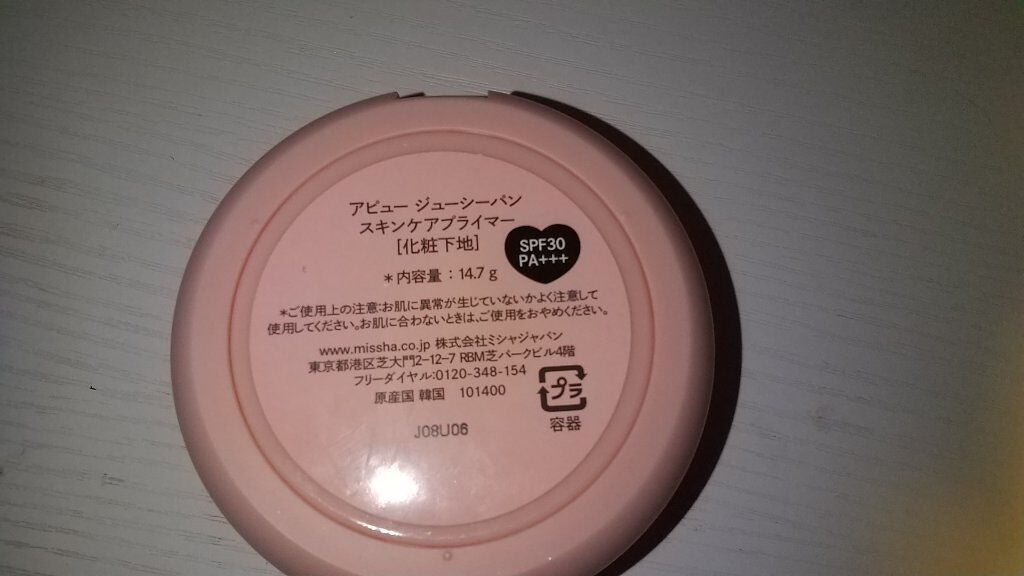 アピュー ジューシーパン
スキンケアプライマー
[化粧下地]
SPF30
PA+++
*内容量：14.7 g
*ご使用上の注意:お肌に異常が生じていないかよく注意して
使用してください。お肌に合わないときは、ご使用をおやめください。
www.missha.co.jp 株式会社ミシャジャパン
東京都港区芝大門2-12-7 RBM芝パークビル4階
フリーダイヤル:0120-348-154
原産国 韓国 101400
プラ
容器
J08U06